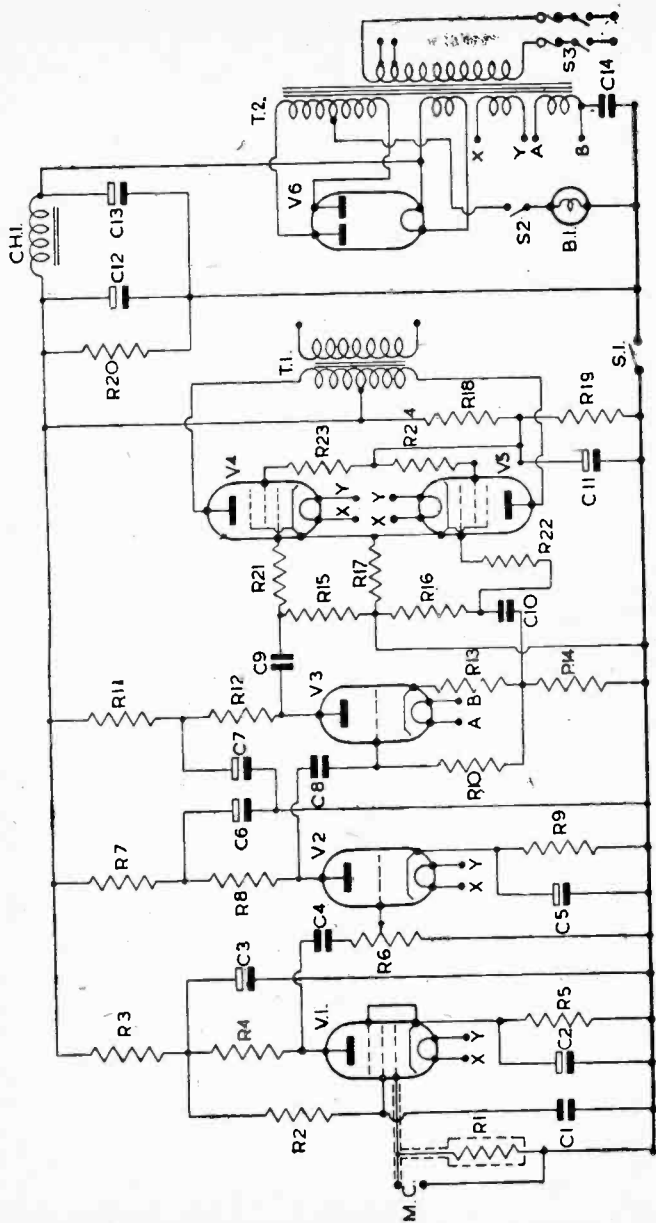 CH.1.
R3
R7
R11
R20
C12
C13
T.2.
R2
R4
C3
R8
C6
C7
R12
C9
V6
V.1.
C4
V2
C8
V3
R21
R15
V4
R23
T.1.
X
Y
A
B
S3
C14
M.C.
R6
R10
R13
A
B
R17
R16
X
Y
X
Y
R24
R18
S2
R1
X
Y
X
Y
C10
R22
V5
B.1.
C1
C2
R5
C5
R9
R14
C11
R19
S.1.